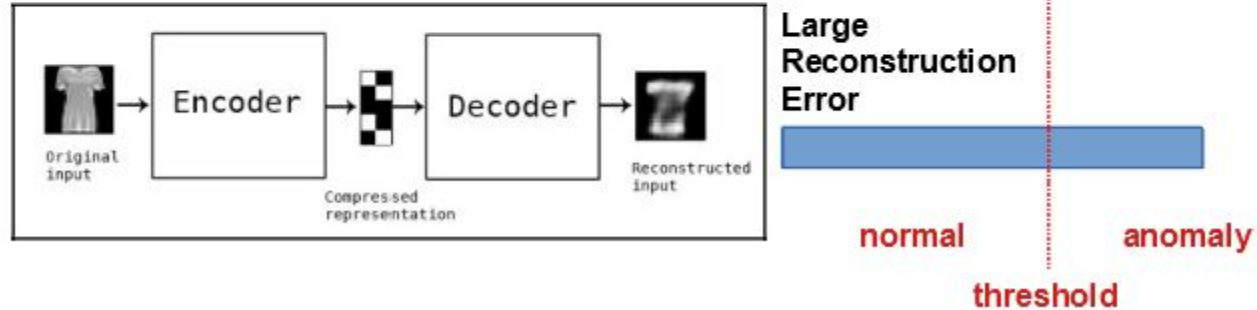 Original
input
Encoder
Compressed
representation
Decoder
Reconstructed
input
Large
Reconstruction
Error
normal
anomaly
threshold